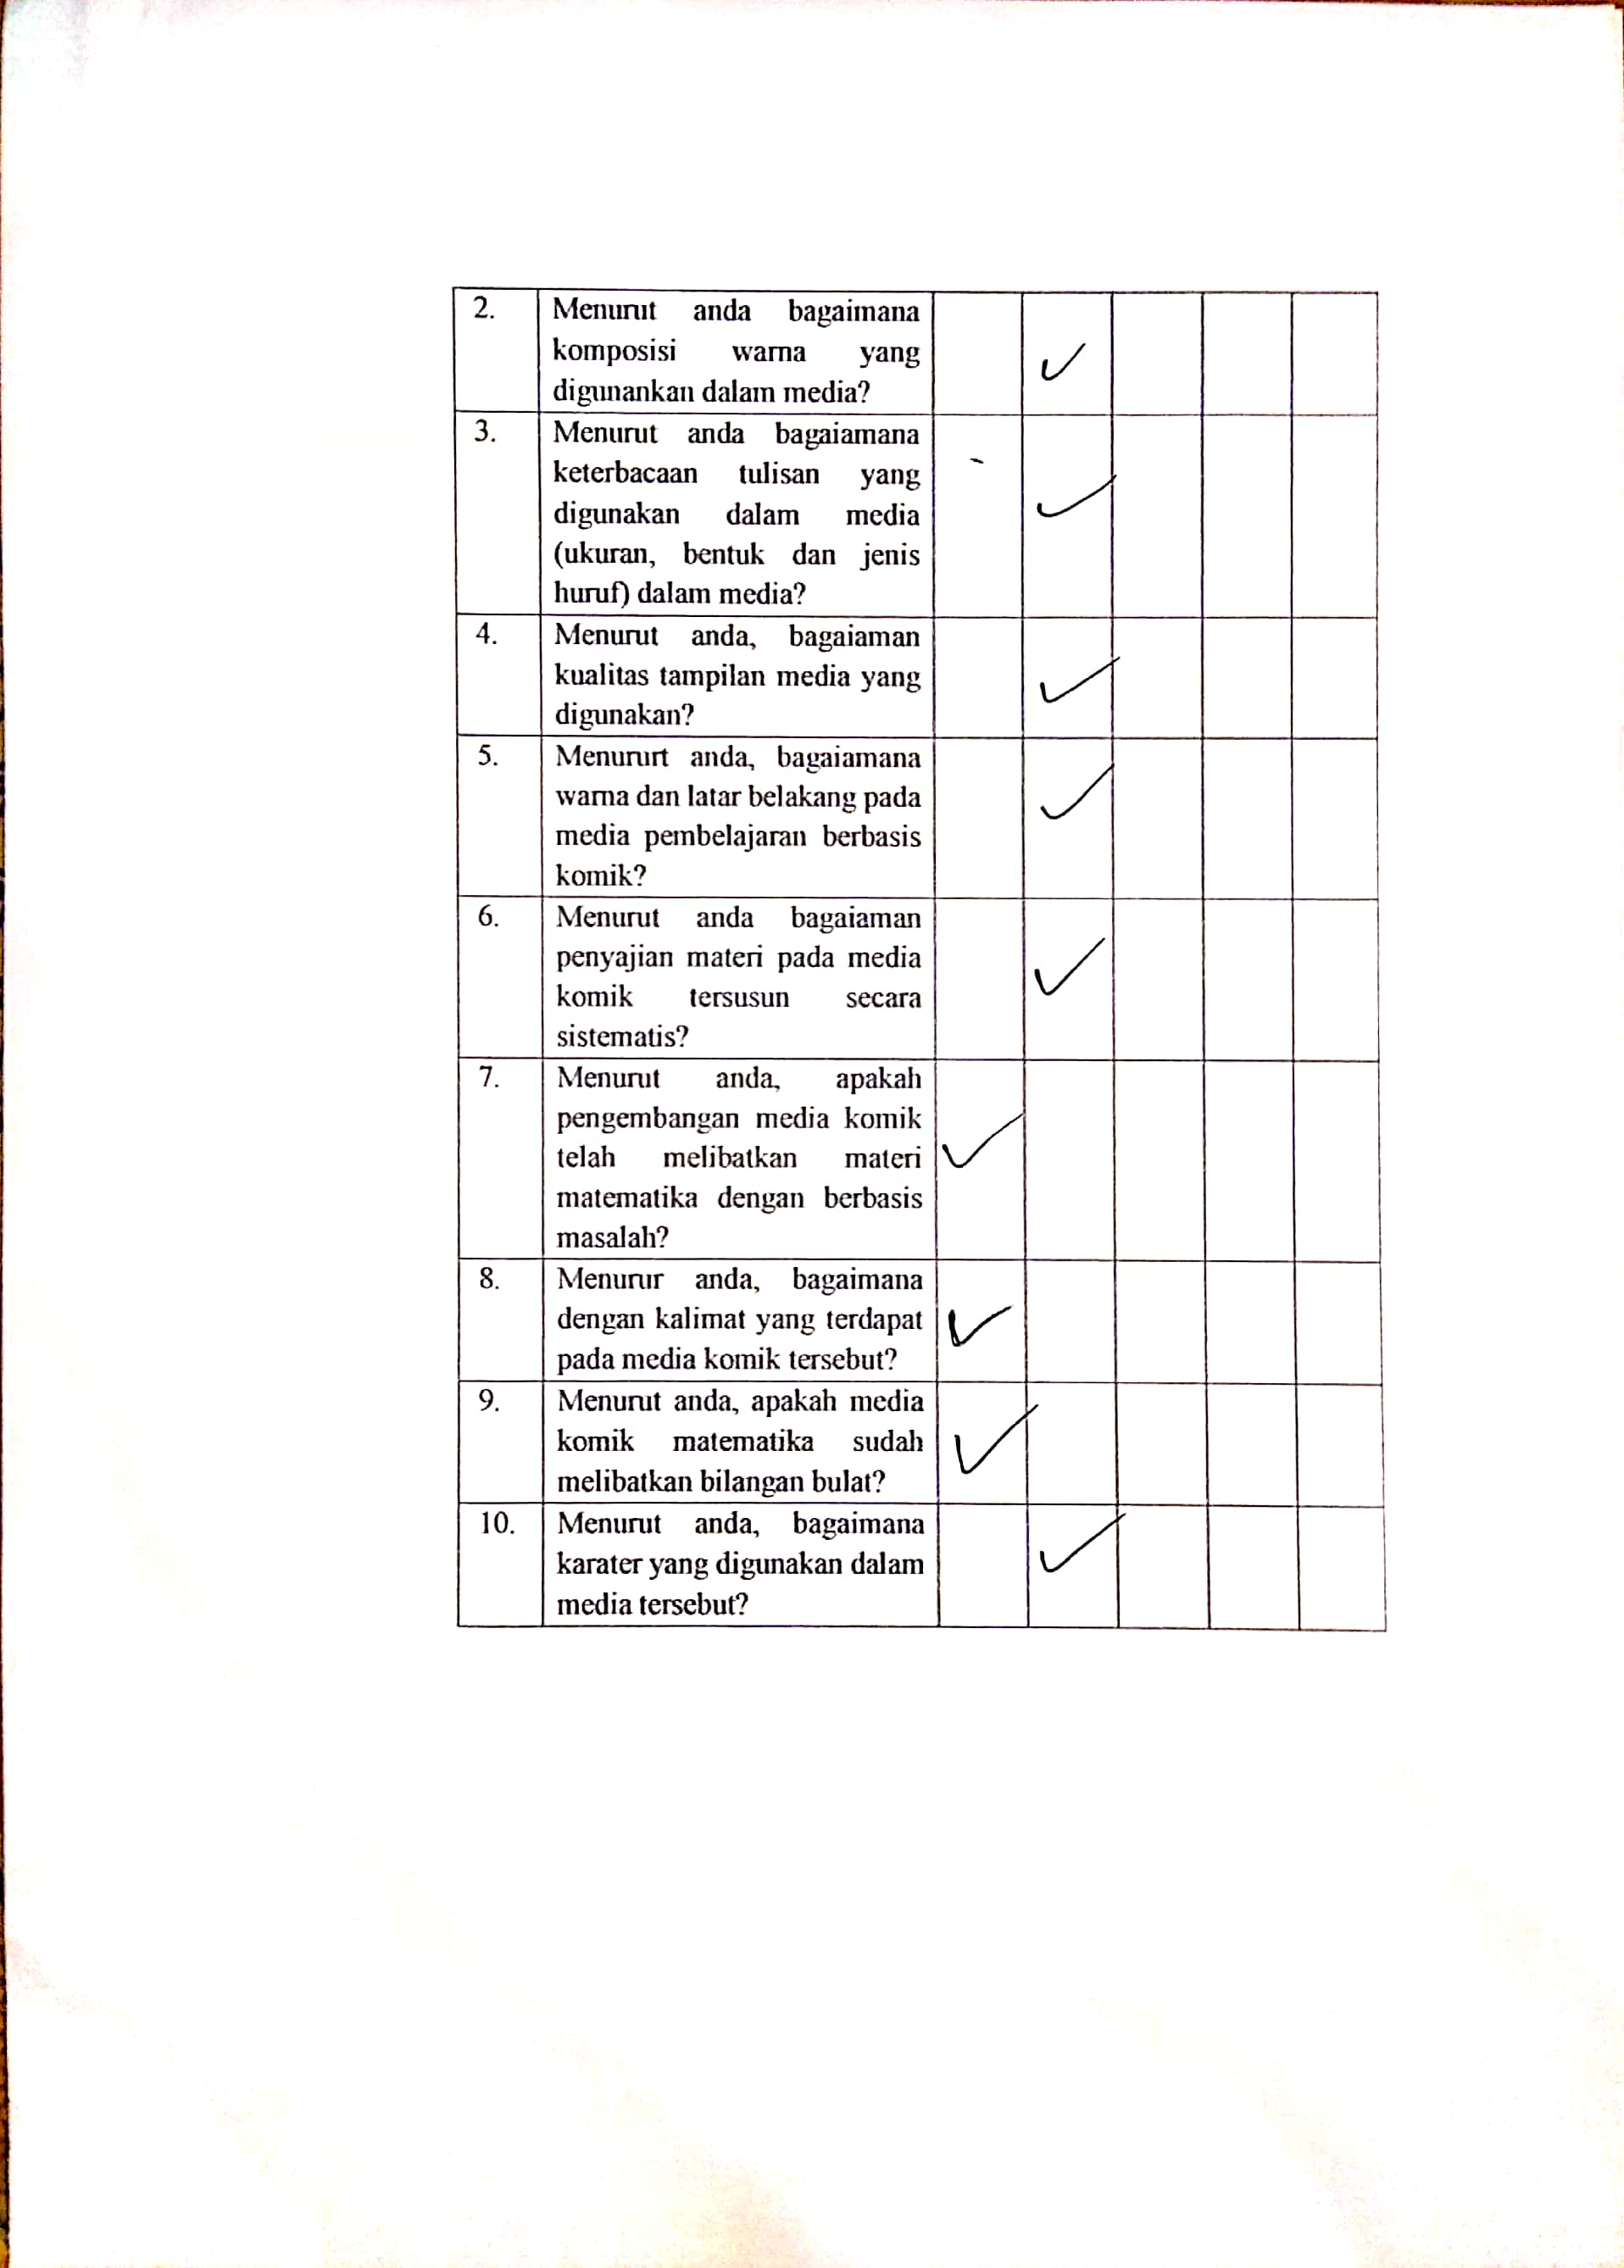 2. Menurut anda bagaimana
komposisi warna yang
digunankan dalam media?
✓
3. Menurut anda bagaiamana
keterbacaan tulisan yang
digunakan dalam media
(ukuran, bentuk dan jenis
huruf) dalam media?
✓
4. Menurut anda, bagaiaman
kualitas tampilan media yang
digunakan?
✓
5. Menururt anda, bagaiamana
warna dan latar belakang pada
media pembelajaran berbasis
komik?
✓
6. Menurut anda bagaiaman
penyajian materi pada media
komik tersusun secara
sistematis?
✓
7. Menurut anda, apakah
pengembangan media komik
telah melibatkan materi
matematika dengan berbasis
masalah?
✓
8. Menurur anda, bagaimana
dengan kalimat yang terdapat
pada media komik tersebut?
✓
9. Menurut anda, apakah media
komik matematika sudah
melibatkan bilangan bulat?
✓
10. Menurut anda, bagaimana
karater yang digunakan dalam
media tersebut?
✓